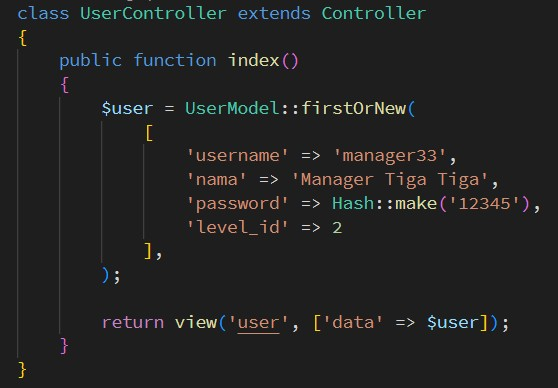 class UserController extends Controller
{
    public function index()
    {
        $user = UserModel::firstOrNew(
            [
                'username' => 'manager33',
                'nama' => 'Manager Tiga Tiga',
                'password' => Hash::make('12345'),
                'level_id' => 2
            ],
        );

        return view('user', ['data' => $user]);
    }
}